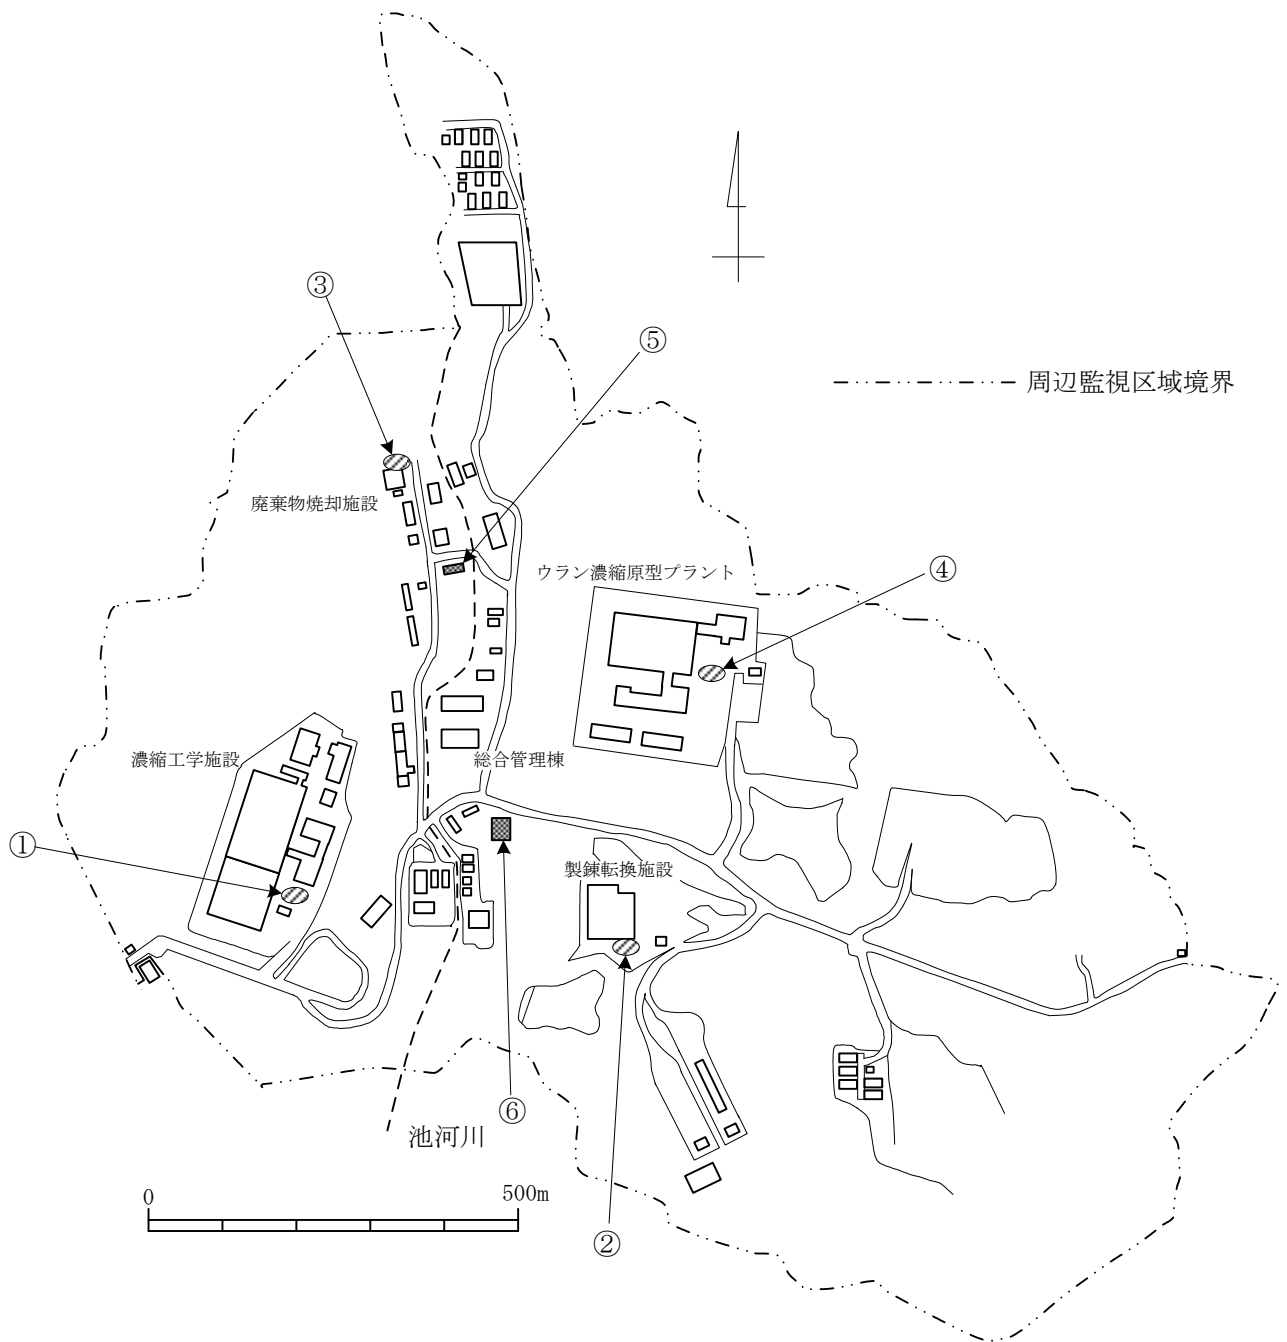 ③
⑤
周辺監視区域境界
廃棄物焼却施設
ウラン濃縮原型プラント
④
濃縮工学施設
総合管理棟
①
製錬転換施設
⑥
池河川
0
500m
②